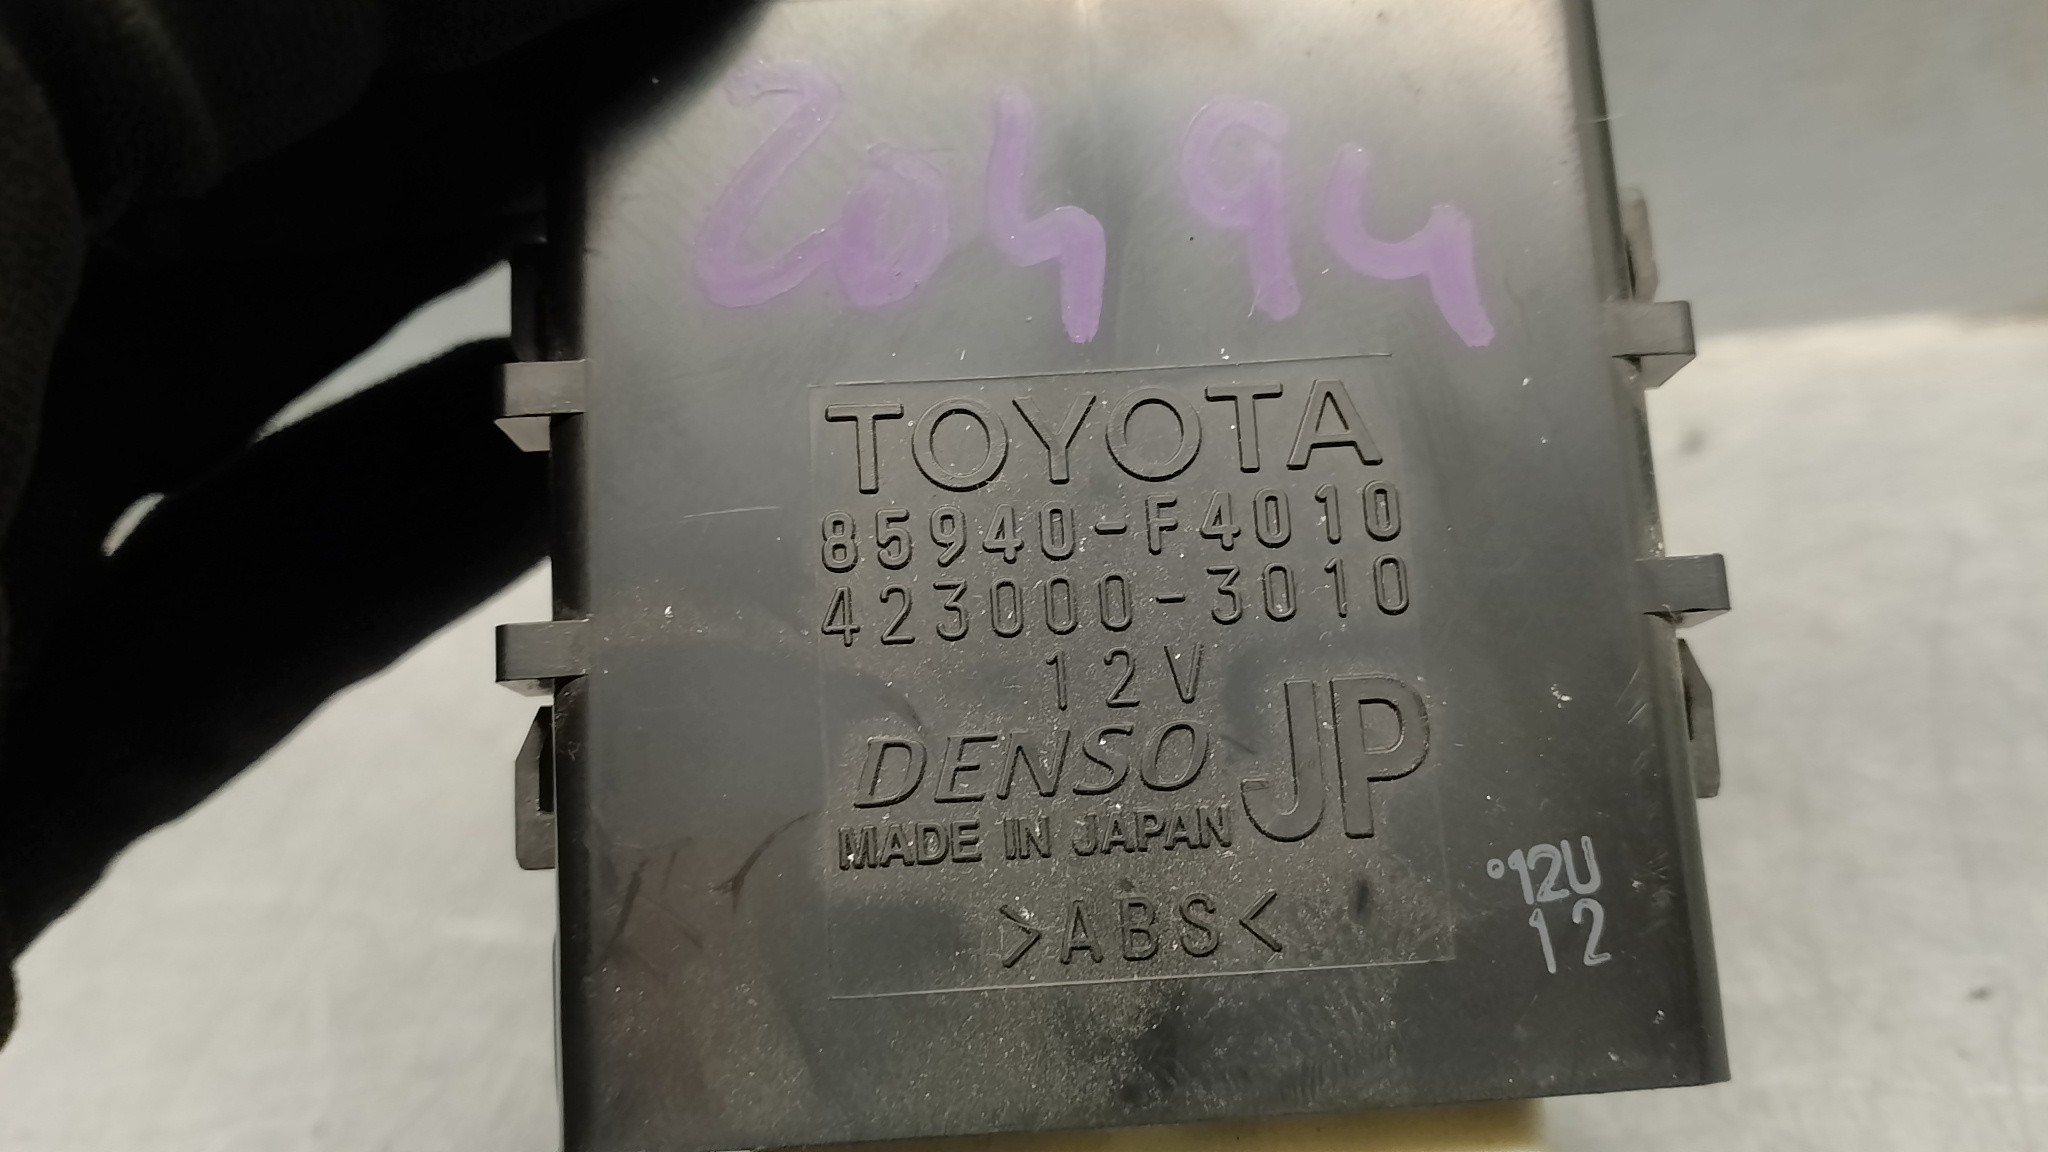 20494
TOYOTA
85940-F4010
423000-3010
12V
DENSO JP
MADE IN JAPAN
>ABS<
·12U
12